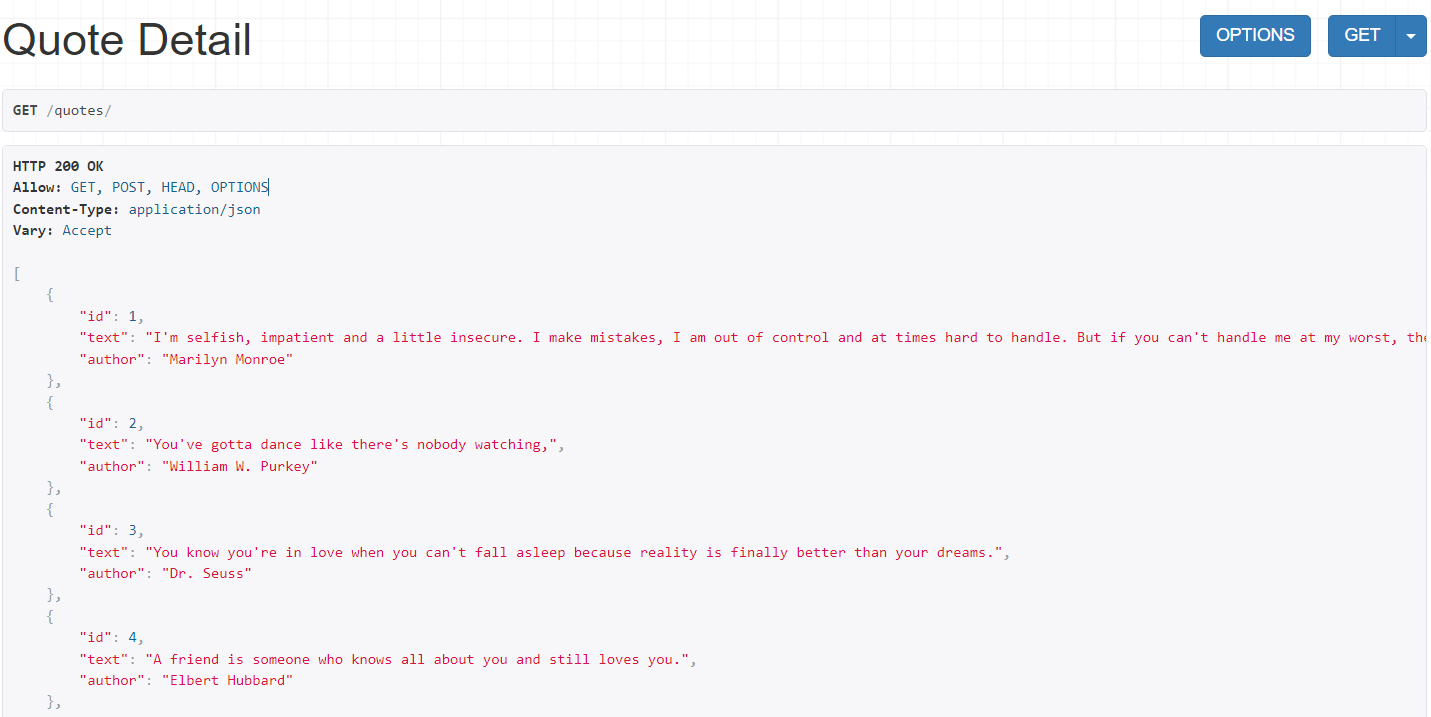 Quote Detail
OPTIONS
GET
GET /quotes/
HTTP 200 OK
Allow: GET, POST, HEAD, OPTIONS
Content-Type: application/json
Vary: Accept
[
    {
        "id": 1,
        "text": "I'm selfish, impatient and a little insecure. I make mistakes, I am out of control and at times hard to handle. But if you can't handle me at my worst,
        "author": "Marilyn Monroe"
    },
    {
        "id": 2,
        "text": "You've gotta dance like there's nobody watching,",
        "author": "William W. Purkey"
    },
    {
        "id": 3,
        "text": "You know you're in love when you can't fall asleep because reality is finally better than your dreams.",
        "author": "Dr. Seuss"
    },
    {
        "id": 4,
        "text": "A friend is someone who knows all about you and still loves you.",
        "author": "Elbert Hubbard"
    },